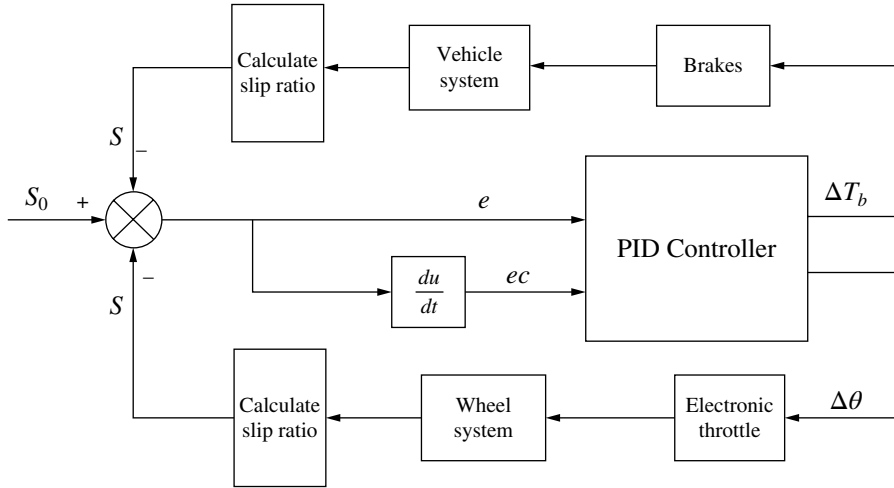 Calculate
slip ratio
Vehicle
system
Brakes
S
−
S₀
+
e
PID Controller
ΔT_b
du
dt
ec
−
S
Calculate
slip ratio
Wheel
system
Electronic
throttle
Δθ